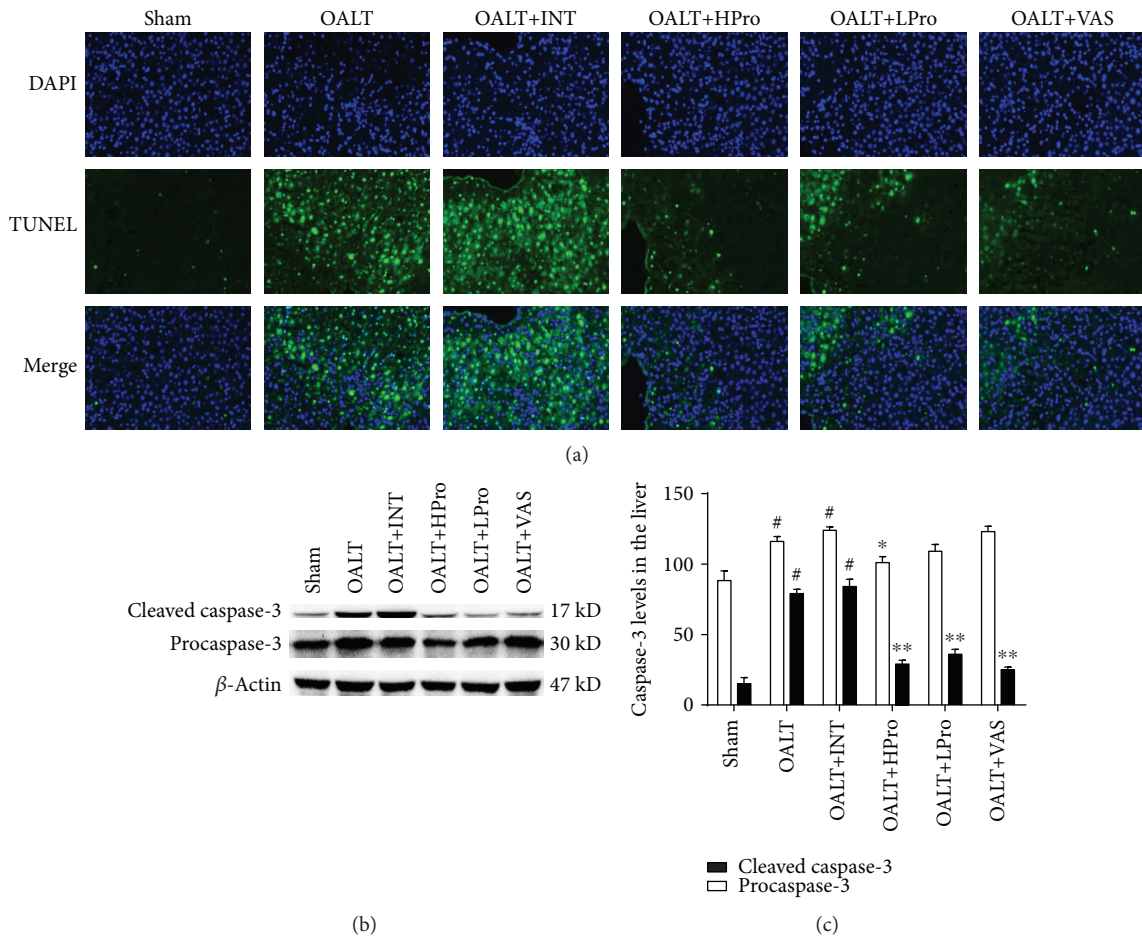 Sham OALT OALT+INT OALT+HPro OALT+LPro OALT+VAS
DAPI
TUNEL
Merge
(a)
Sham OALT OALT+INT OALT+HPro OALT+LPro OALT+VAS
Cleaved caspase-3 17 kD
Procaspase-3 30 kD
β-Actin 47 kD
(b)
Caspase-3 levels in the liver
150
100
50
0
# # # # * ** ** **
Sham OALT OALT+INT OALT+HPro OALT+LPro OALT+VAS
Cleaved caspase-3
Procaspase-3
(c)